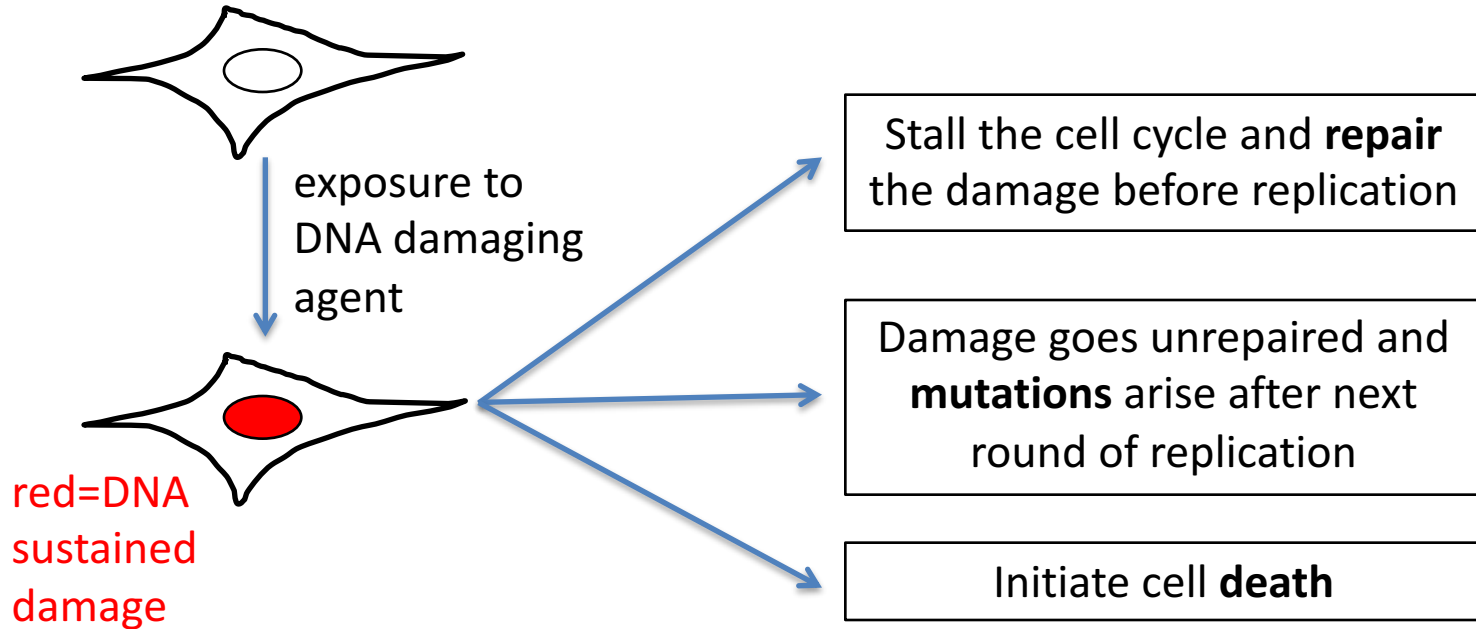 exposure to
DNA damaging
agent
red=DNA
sustained
damage
Stall the cell cycle and repair
the damage before replication
Damage goes unrepaired and
mutations arise after next
round of replication
Initiate cell death